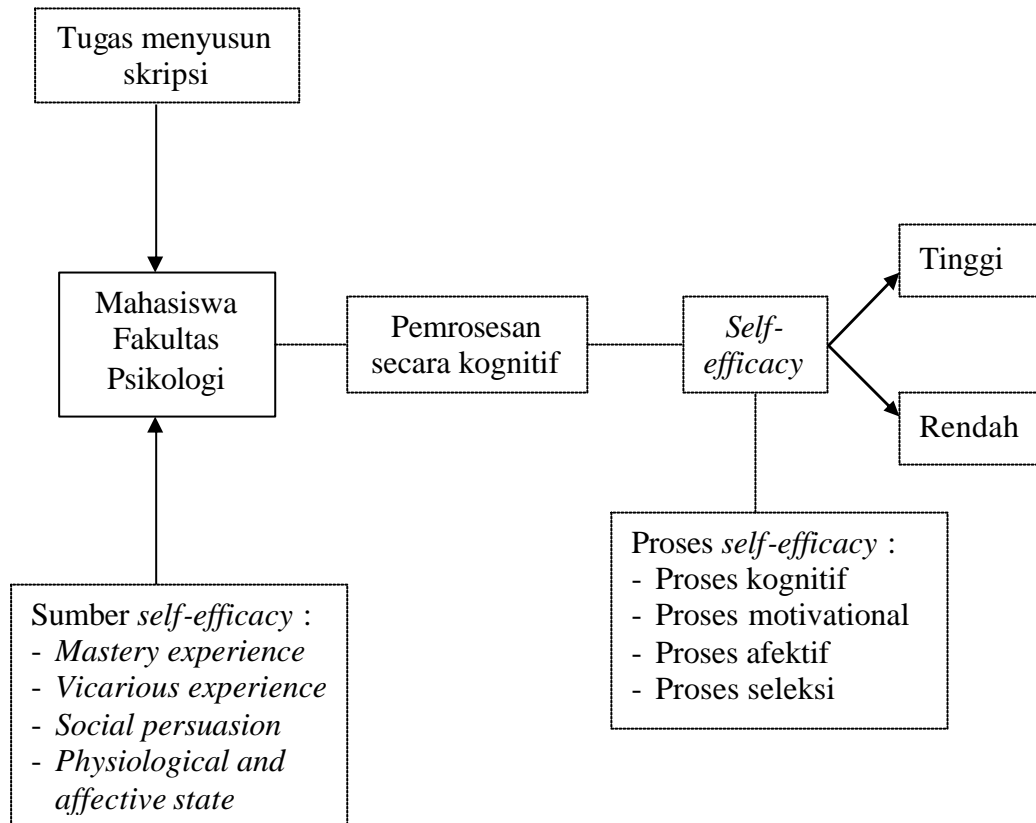 Tugas menyusun
skripsi
Mahasiswa
Fakultas
Psikologi
Pemrosesan
secara kognitif
Self-
efficacy
Tinggi
Rendah
Sumber self-efficacy :
- Mastery experience
- Vicarious experience
- Social persuasion
- Physiological and
affective state
Proses self-efficacy :
- Proses kognitif
- Proses motivational
- Proses afektif
- Proses seleksi